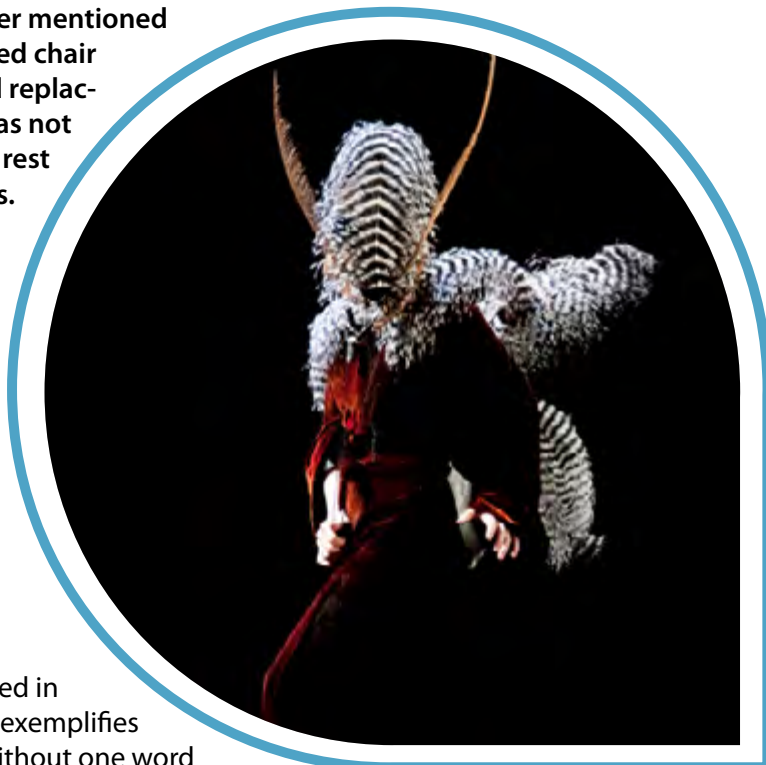 er mentioned
ed chair
l replac-
as not
rest
s.
ed in
exemplifies
ithout one word